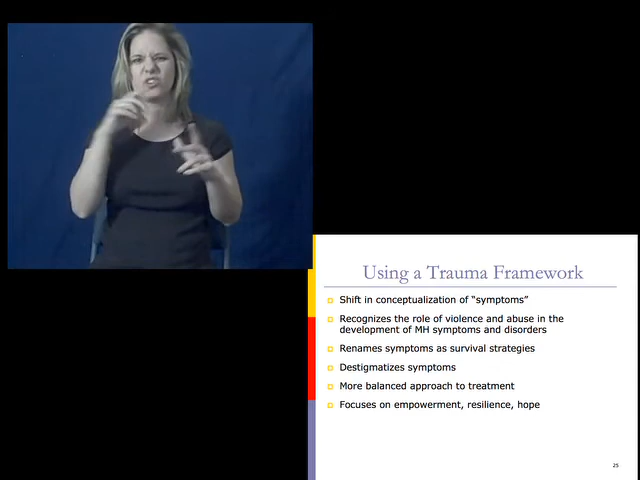 Using a Trauma Framework
Shift in conceptualization of “symptoms”
Recognizes the role of violence and abuse in the
development of MH symptoms and disorders
Renames symptoms as survival strategies
Destigmatizes symptoms
More balanced approach to treatment
Focuses on empowerment, resilience, hope
25